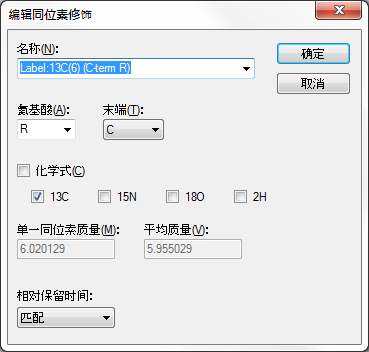 编辑同位素修饰
名称(N):
Label:13C(6) (C-term R)
确定
取消
氨基酸(A):
末端(T):
R
C
化学式(C)
13C
15N
18O
2H
单一同位素质量(M):
平均质量(V):
6.020129
5.955029
相对保留时间:
匹配